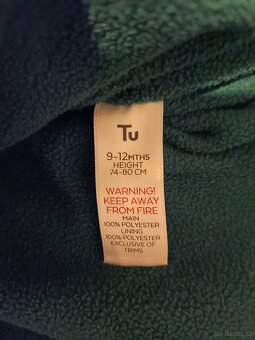 Tu
9-12MTHS
HEIGHT
74-80 CM
WARNING!
KEEP AWAY
FROM FIRE
MAIN
100% POLYESTER
LINING
100% POLYESTER
EXCLUSIVE OF
TRIMS